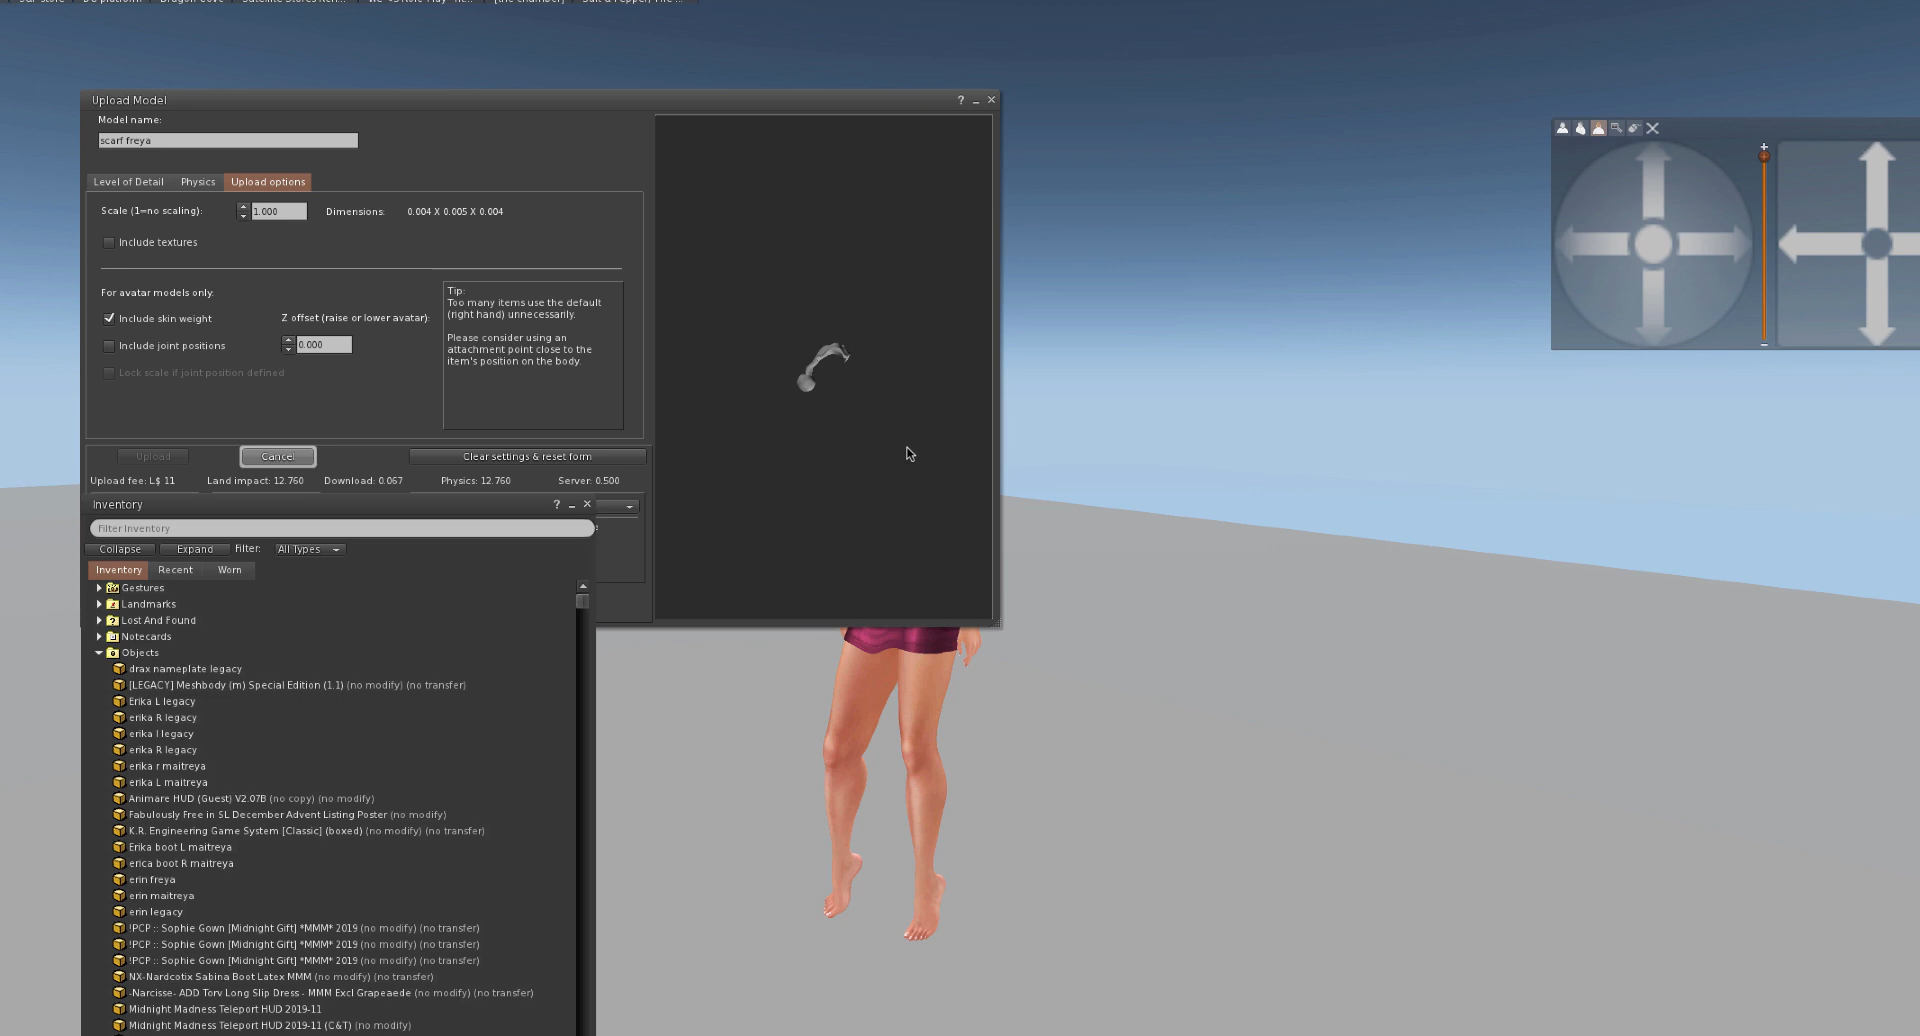 Upload Model
Model name:
scarf freya
Level of Detail Physics Upload options
Scale (1=no scaling): 1.000 Dimensions: 0.004 X 0.005 X 0.004
Include textures
For avatar models only:
Include skin weight Z offset (raise or lower avatar):
Include joint positions 0.000
Lock scale if joint position defined
Tip:
Too many items use the default
(right hand) unnecessarily.
Please consider using an
attachment point close to the
item's position on the body.
Upload Cancel Clear settings & reset form
Upload fee: L$ 11 Land impact: 12.760 Download: 0.067 Physics: 12.760 Server: 0.500
Inventory
Filter Inventory
Collapse Expand Filter: All Types
Inventory Recent Worn
Gestures
Landmarks
Lost And Found
Notecards
Objects
drax nameplate legacy
[LEGACY] Meshbody (m) Special Edition (1.1) (no modify) (no transfer)
Erika L legacy
erika R legacy
erika l legacy
erika R legacy
erika r maitreya
erika L maitreya
Animare HUD (Guest) V2.07B (no copy) (no modify)
Fabulously Free in SL December Advent Listing Poster (no modify)
K.R. Engineering Game System [Classic] (boxed) (no modify) (no transfer)
Erika boot L maitreya
erica boot R maitreya
erin freya
erin maitreya
erin legacy
!PCP :: Sophie Gown [Midnight Gift] *MMM* 2019 (no modify) (no transfer)
!PCP :: Sophie Gown [Midnight Gift] *MMM* 2019 (no modify) (no transfer)
!PCP :: Sophie Gown [Midnight Gift] *MMM* 2019 (no modify) (no transfer)
NX-Nardcotix Sabina Boot Latex MMM (no modify) (no transfer)
-Narcisse- ADD Torv Long Slip Dress - MMM Excl Grapeaede (no modify) (no transfer)
Midnight Madness Teleport HUD 2019-11
Midnight Madness Teleport HUD 2019-11 (C&T) (no modify)